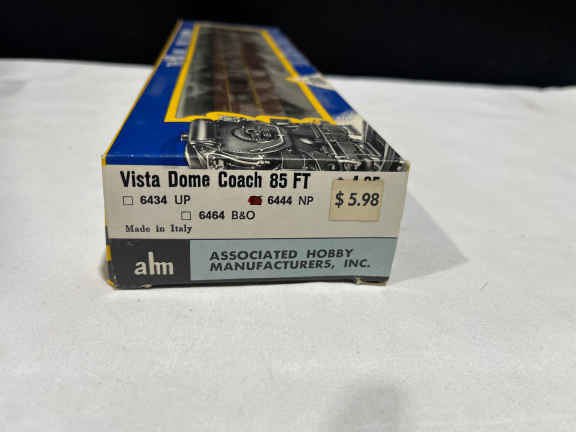 Vista Dome Coach 85 FT
6434 UP
6444 NP
$ 5.98
6464 B&O
Made in Italy
ahm
ASSOCIATED HOBBY
MANUFACTURERS, INC.